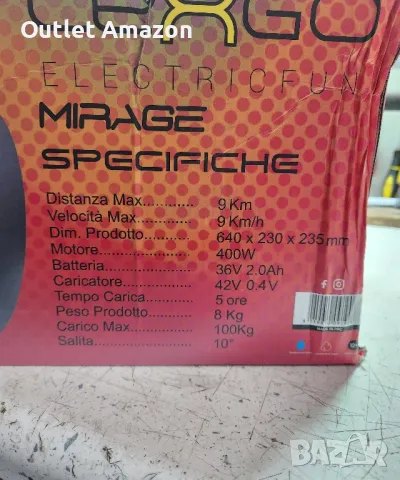 Outlet Amazon
ELECTRICFUN
MIRAGE
SPECIFICHE
Distanza Max............ 9 Km
Velocità Max............ 9 Km/h
Dim. Prodotto.......... 640 x 230 x 235 mm
Motore.................... 400W
Batteria................... 36V 2.0Ah
Caricatore................ 42V 0.4V
Tempo Carica........... 5 ore
Peso Prodotto.......... 8 Kg
Carico Max.............. 100Kg
Salita...................... 10°
BAZAR